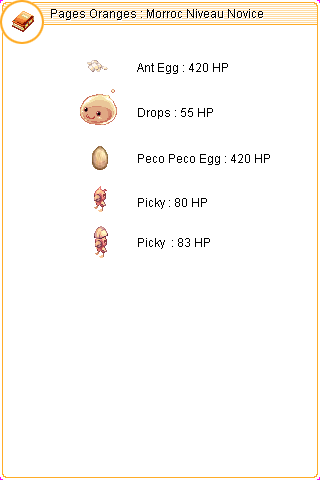 Pages Oranges : Morroc Niveau Novice
Ant Egg : 420 HP
Drops : 55 HP
Peco Peco Egg : 420 HP
Picky : 80 HP
Picky : 83 HP